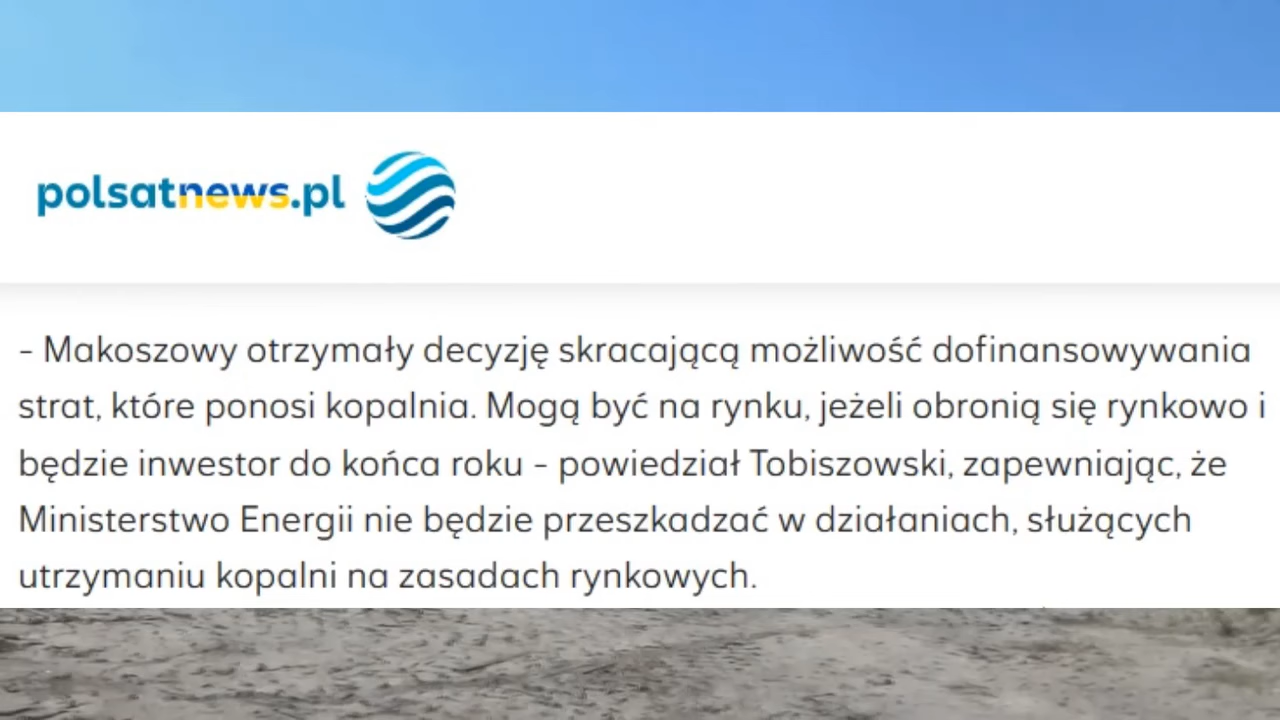 polsatnews.pl
- Makoszowy otrzymały decyzję skracającą możliwość dofinansowywania
strat, które ponosi kopalnia. Mogą być na rynku, jeżeli obronią się rynkowo i
będzie inwestor do końca roku - powiedział Tobiszowski, zapewniając, że
Ministerstwo Energii nie będzie przeszkadzać w działaniach, służących
utrzymaniu kopalni na zasadach rynkowych.